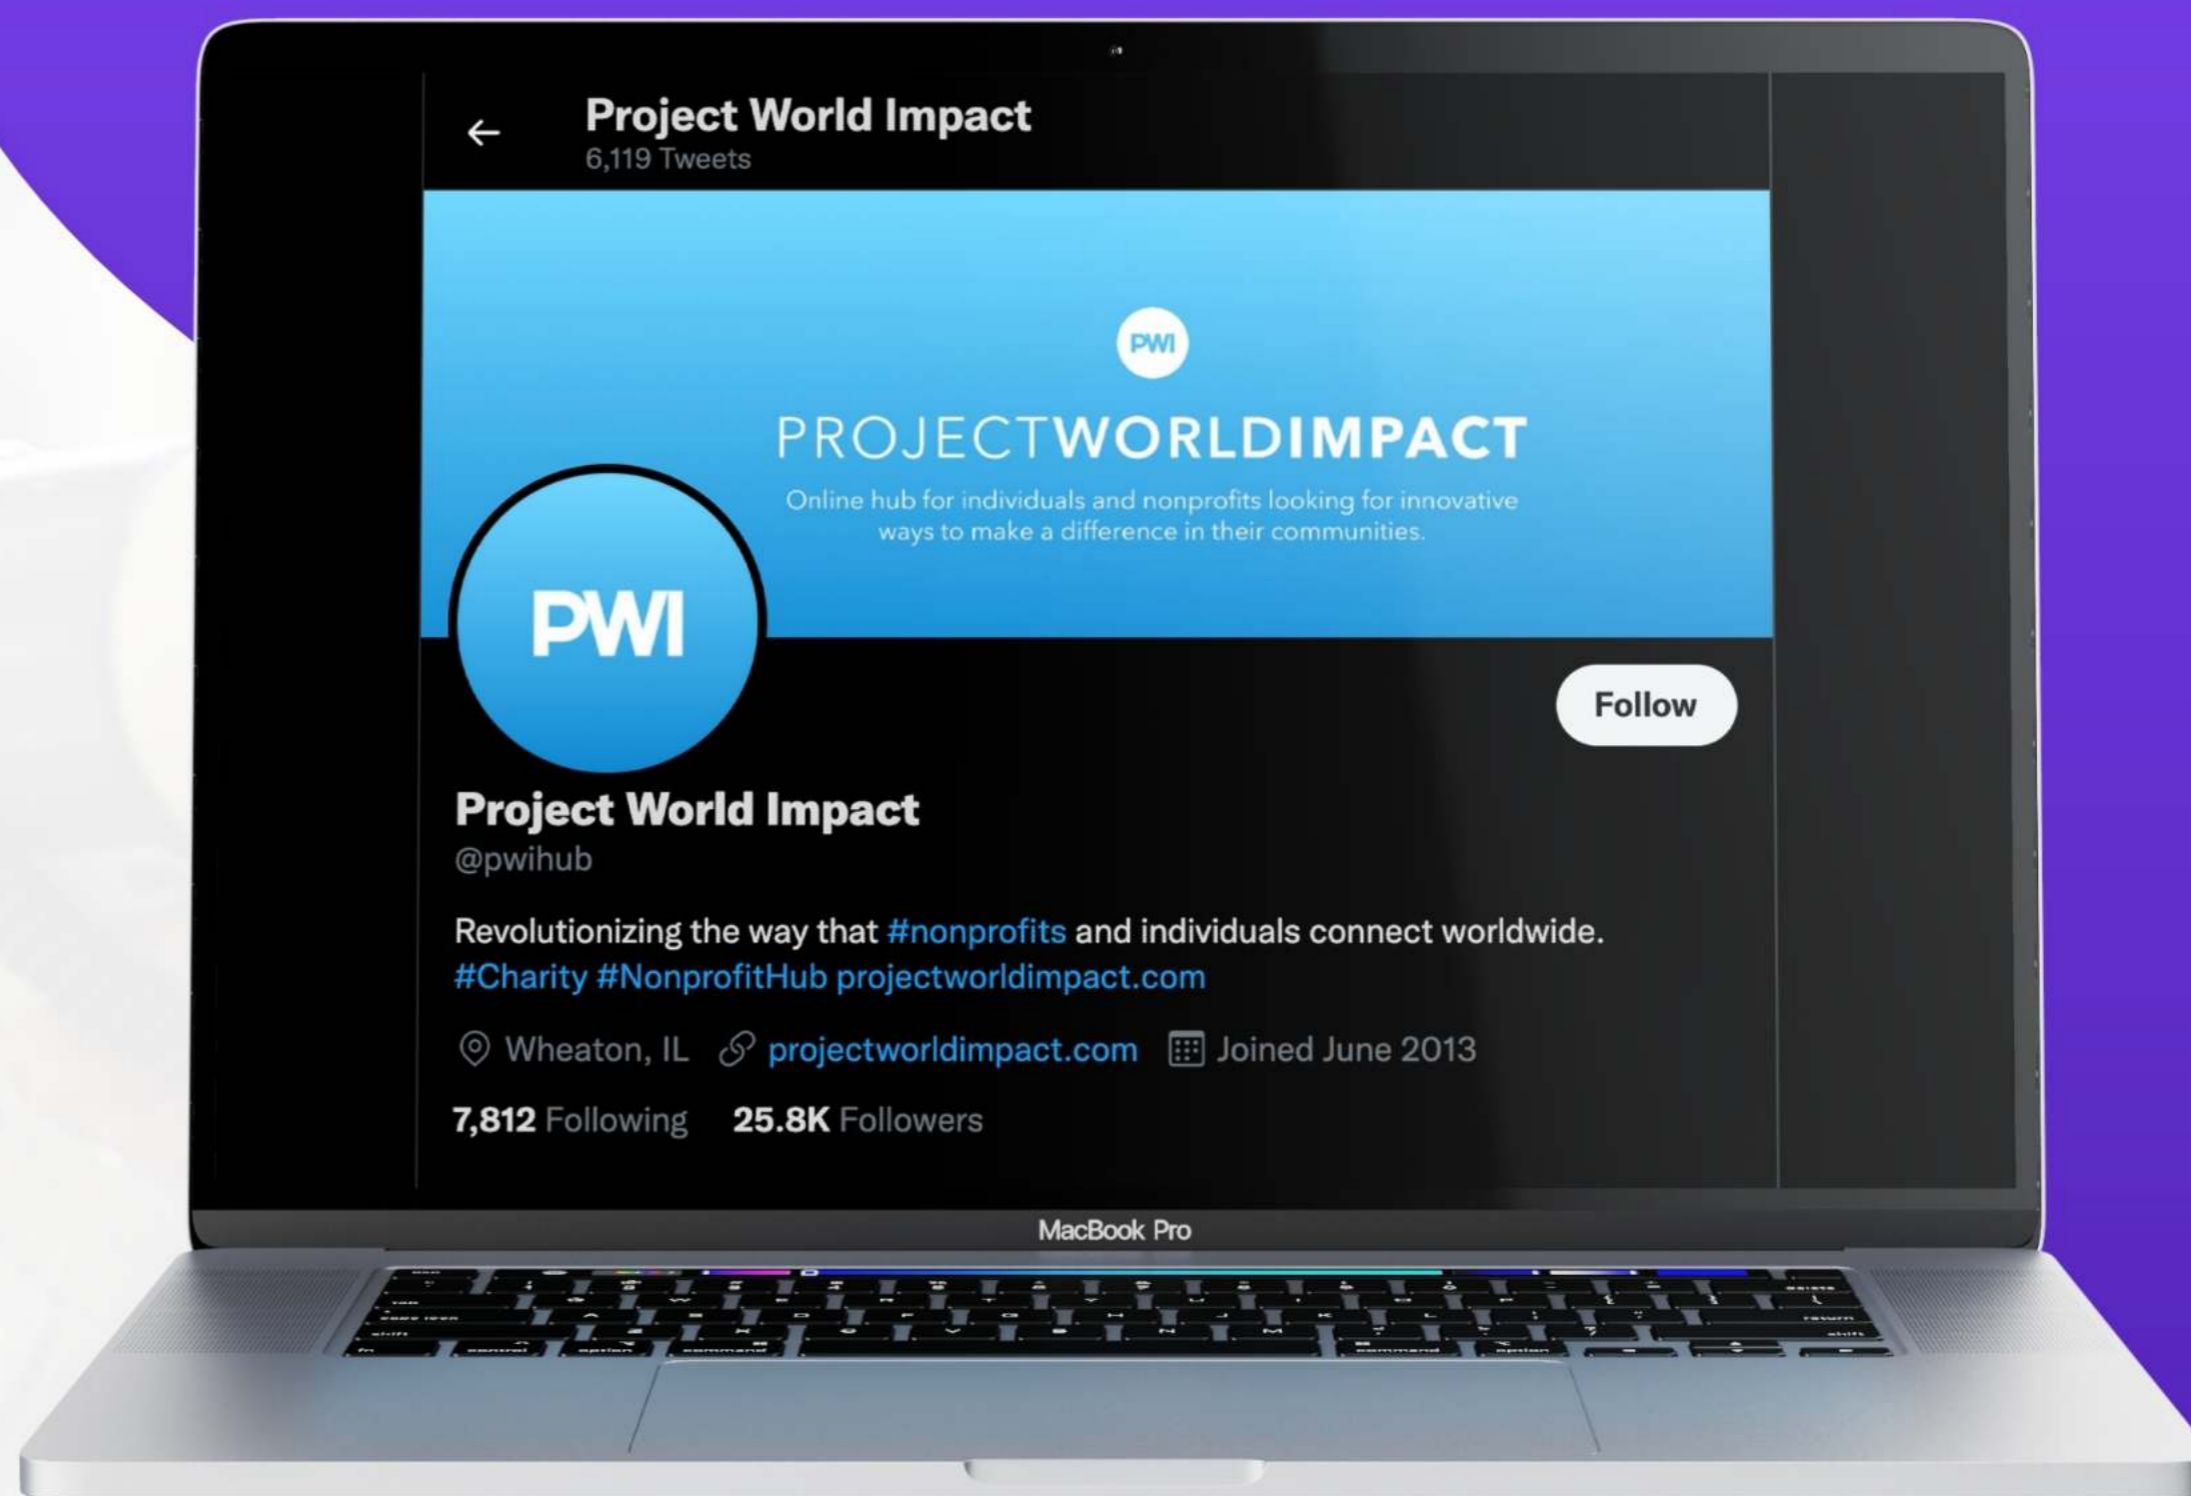 Project World Impact
6,119 Tweets
PWI
PROJECTWORLDIMPACT
Online hub for individuals and nonprofits looking for innovative
ways to make a difference in their communities.
PWI
Follow
Project World Impact
@pwihub
Revolutionizing the way that #nonprofits and individuals connect worldwide.
#Charity #NonprofitHub projectworldimpact.com
Wheaton, IL projectworldimpact.com Joined June 2013
7,812 Following 25.8K Followers
MacBook Pro